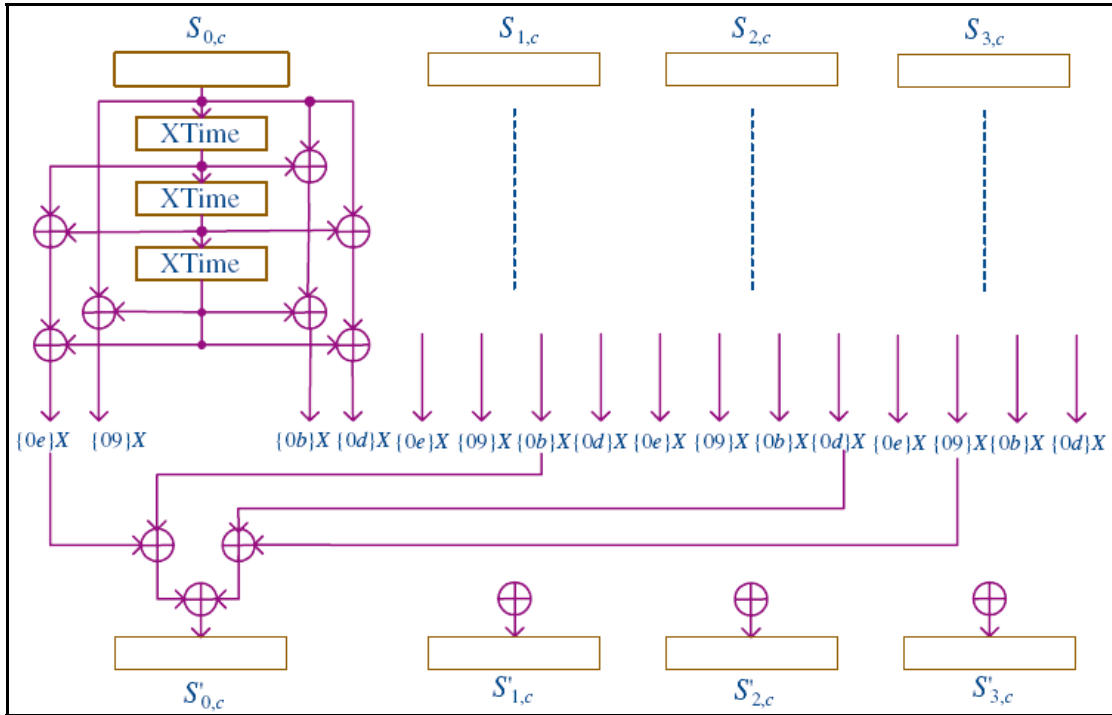 S0,c S1,c S2,c S3,c
XTime
XTime
XTime
{0e}X {09}X {0b}X {0d}X {0e}X {09}X {0b}X {0d}X {0e}X {09}X {0b}X {0d}X {0e}X {09}X {0b}X {0d}X
S'0,c S'1,c S'2,c S'3,c